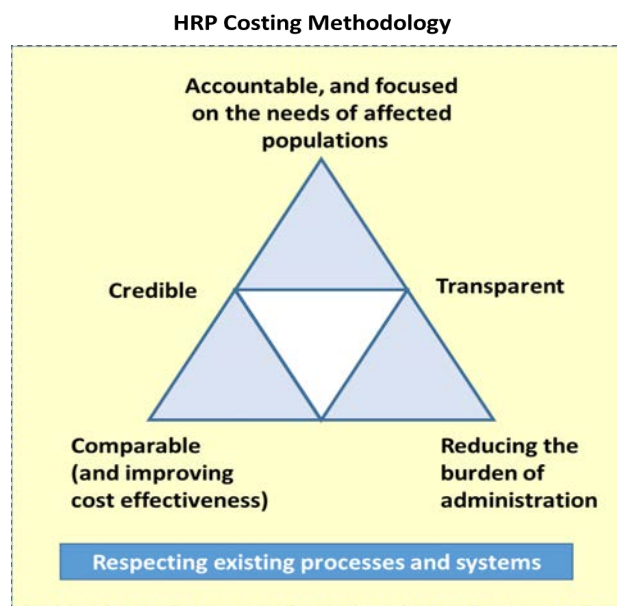 HRP Costing Methodology
Accountable, and focused
on the needs of affected
populations
Credible
Transparent
Comparable
(and improving
cost effectiveness)
Reducing the
burden of
administration
Respecting existing processes and systems